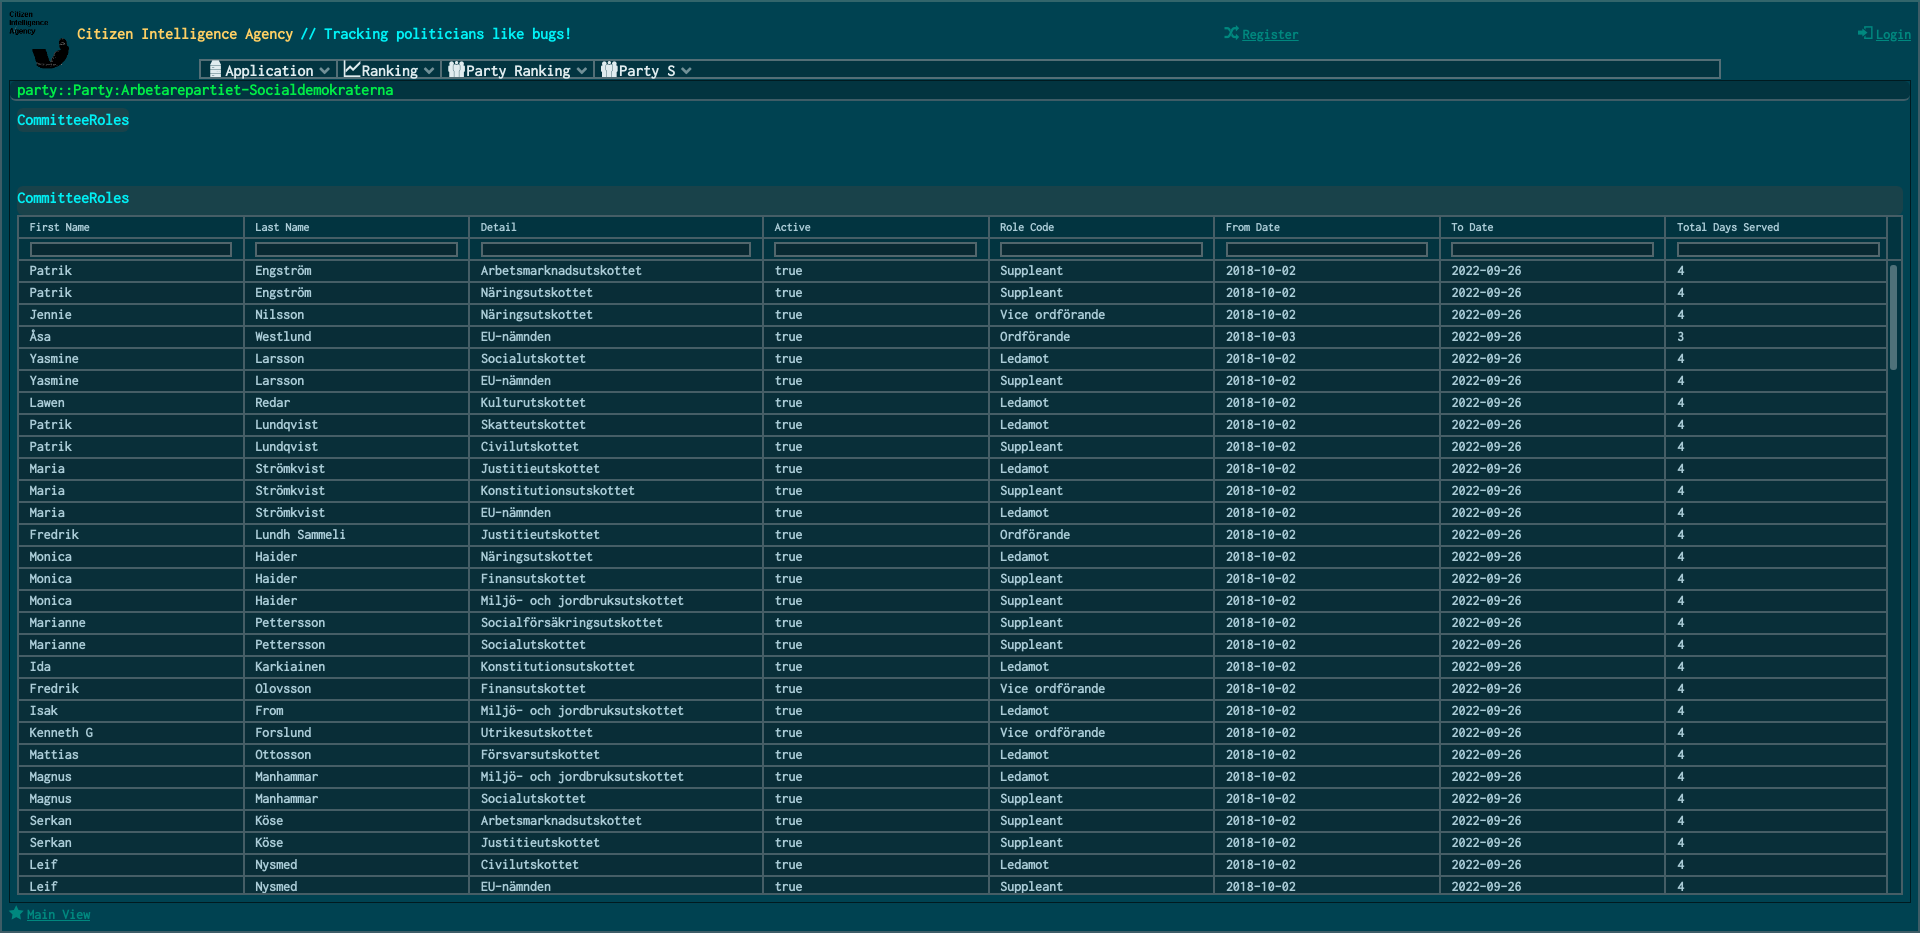 Citizen
Intelligence
Agency
Citizen Intelligence Agency // Tracking politicians like bugs!
Register
Login
Application Ranking Party Ranking Party S
party::Party:Arbetarepartiet-Socialdemokraterna
CommitteeRoles
CommitteeRoles
First Name Last Name Detail Active Role Code From Date To Date Total Days Served
Patrik Engström Arbetsmarknadsutskottet true Suppleant 2018-10-02 2022-09-26 4
Patrik Engström Näringsutskottet true Suppleant 2018-10-02 2022-09-26 4
Jennie Nilsson Näringsutskottet true Vice ordförande 2018-10-02 2022-09-26 4
Åsa Westlund EU-nämnden true Ordförande 2018-10-03 2022-09-26 3
Yasmine Larsson Socialutskottet true Ledamot 2018-10-02 2022-09-26 4
Yasmine Larsson EU-nämnden true Suppleant 2018-10-02 2022-09-26 4
Lawen Redar Kulturutskottet true Ledamot 2018-10-02 2022-09-26 4
Patrik Lundqvist Skatteutskottet true Ledamot 2018-10-02 2022-09-26 4
Patrik Lundqvist Civilutskottet true Suppleant 2018-10-02 2022-09-26 4
Maria Strömkvist Justitieutskottet true Ledamot 2018-10-02 2022-09-26 4
Maria Strömkvist Konstitutionsutskottet true Suppleant 2018-10-02 2022-09-26 4
Maria Strömkvist EU-nämnden true Ledamot 2018-10-02 2022-09-26 4
Fredrik Lundh Sammeli Justitieutskottet true Ordförande 2018-10-02 2022-09-26 4
Monica Haider Näringsutskottet true Ledamot 2018-10-02 2022-09-26 4
Monica Haider Finansutskottet true Suppleant 2018-10-02 2022-09-26 4
Monica Haider Miljö- och jordbruksutskottet true Suppleant 2018-10-02 2022-09-26 4
Marianne Pettersson Socialförsäkringsutskottet true Suppleant 2018-10-02 2022-09-26 4
Marianne Pettersson Socialutskottet true Suppleant 2018-10-02 2022-09-26 4
Ida Karkiainen Konstitutionsutskottet true Ledamot 2018-10-02 2022-09-26 4
Fredrik Olovsson Finansutskottet true Vice ordförande 2018-10-02 2022-09-26 4
Isak From Miljö- och jordbruksutskottet true Ledamot 2018-10-02 2022-09-26 4
Kenneth G Forslund Utrikesutskottet true Vice ordförande 2018-10-02 2022-09-26 4
Mattias Ottosson Försvarsutskottet true Ledamot 2018-10-02 2022-09-26 4
Magnus Manhammar Miljö- och jordbruksutskottet true Ledamot 2018-10-02 2022-09-26 4
Magnus Manhammar Socialutskottet true Suppleant 2018-10-02 2022-09-26 4
Serkan Köse Arbetsmarknadsutskottet true Suppleant 2018-10-02 2022-09-26 4
Serkan Köse Justitieutskottet true Suppleant 2018-10-02 2022-09-26 4
Leif Nysmed Civilutskottet true Ledamot 2018-10-02 2022-09-26 4
Leif Nysmed EU-nämnden true Suppleant 2018-10-02 2022-09-26 4
Main View